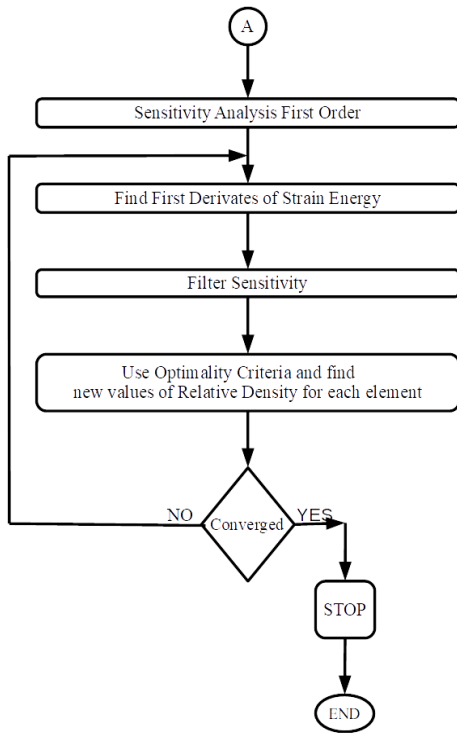 A
Sensitivity Analysis First Order
Find First Derivates of Strain Energy
Filter Sensitivity
Use Optimality Criteria and find
new values of Relative Density for each element
NO
Converged
YES
STOP
END